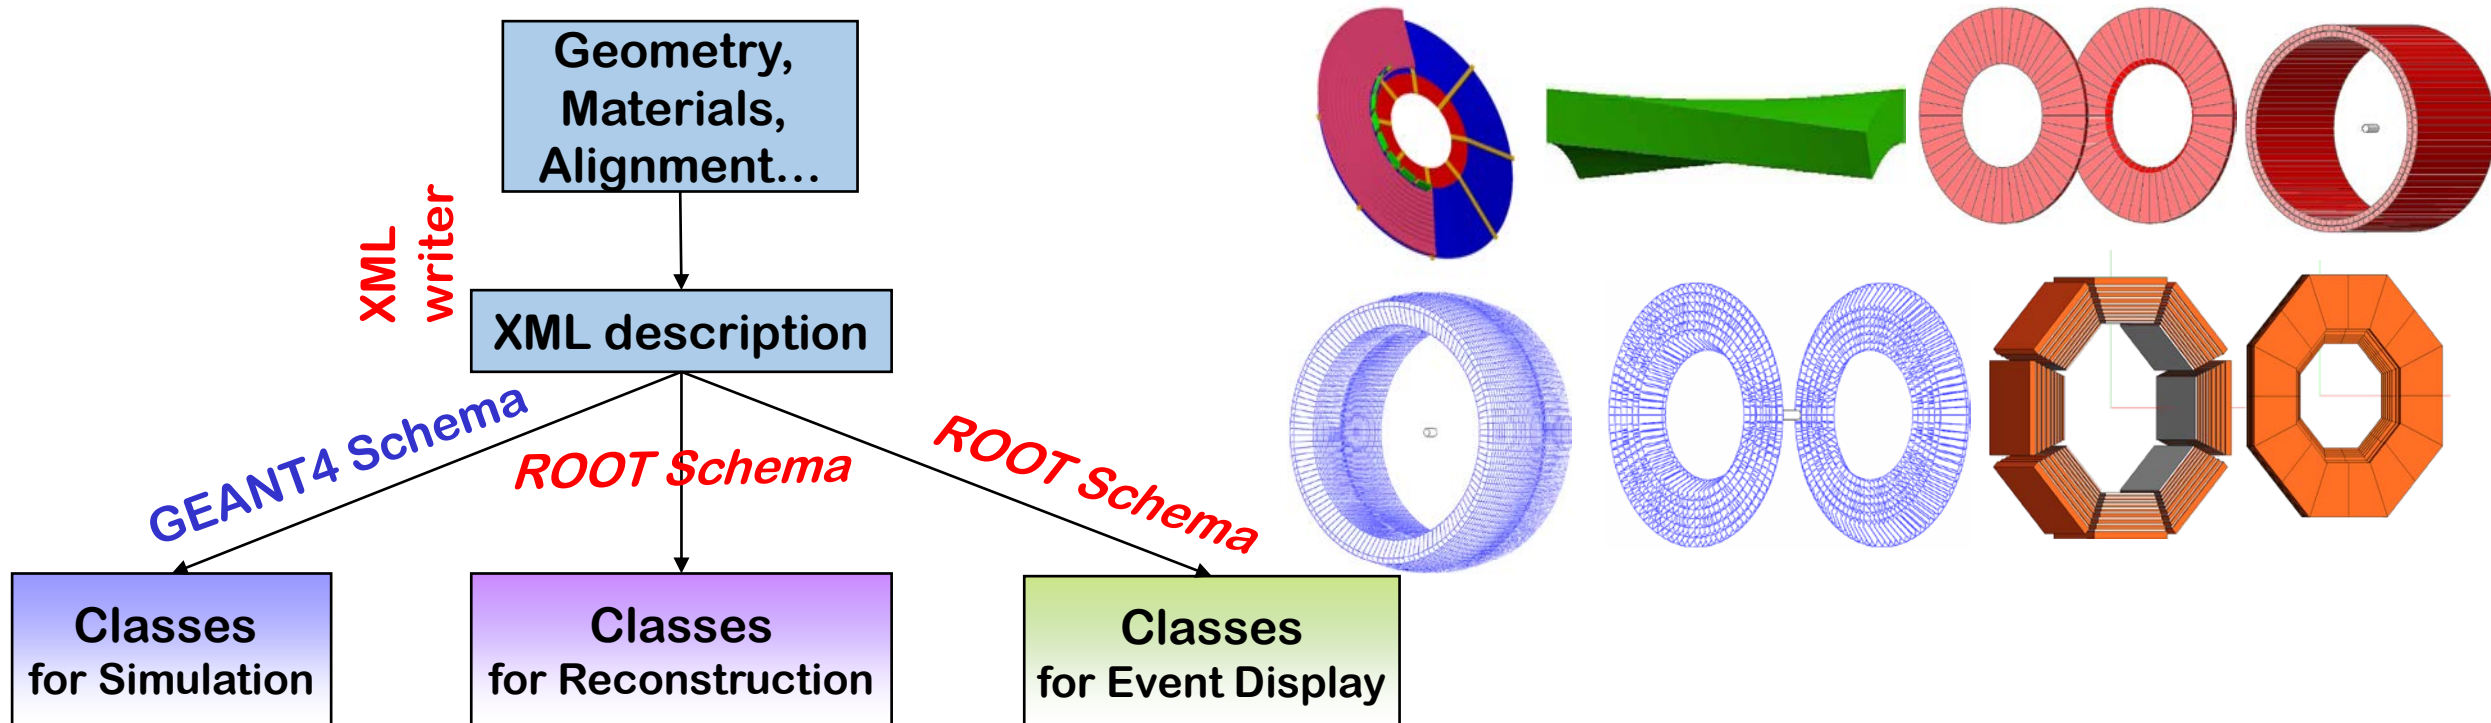 Geometry,
Materials,
Alignment...
XML
writer
XML description
GEANT4 Schema
ROOT Schema
ROOT Schema
Classes
for Simulation
Classes
for Reconstruction
Classes
for Event Display